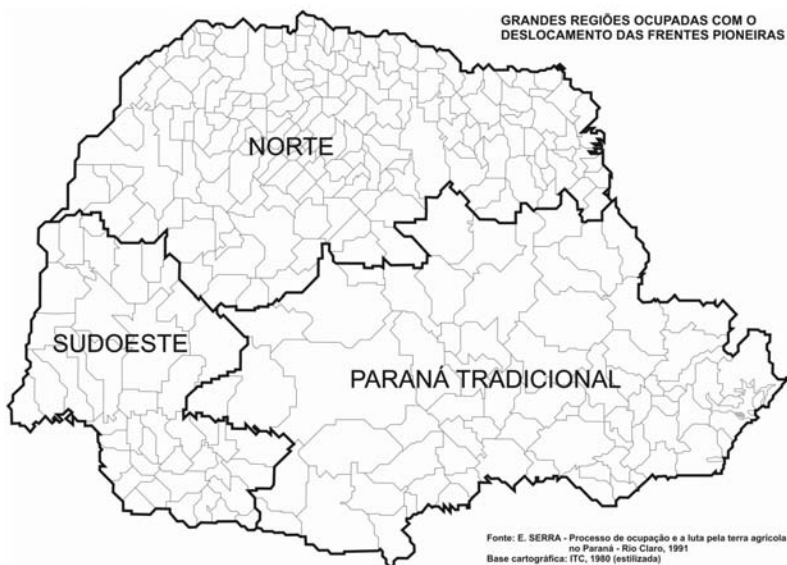 GRANDES REGIÕES OCUPADAS COM O
DESLOCAMENTO DAS FRENTES PIONEIRAS
NORTE
SUDOESTE
PARANÁ TRADICIONAL
Fonte: E. SERRA - Processo de ocupação e a luta pela terra agrícola
no Paraná - Rio Claro, 1991
Base cartográfica: ITC, 1980 (estilizada)